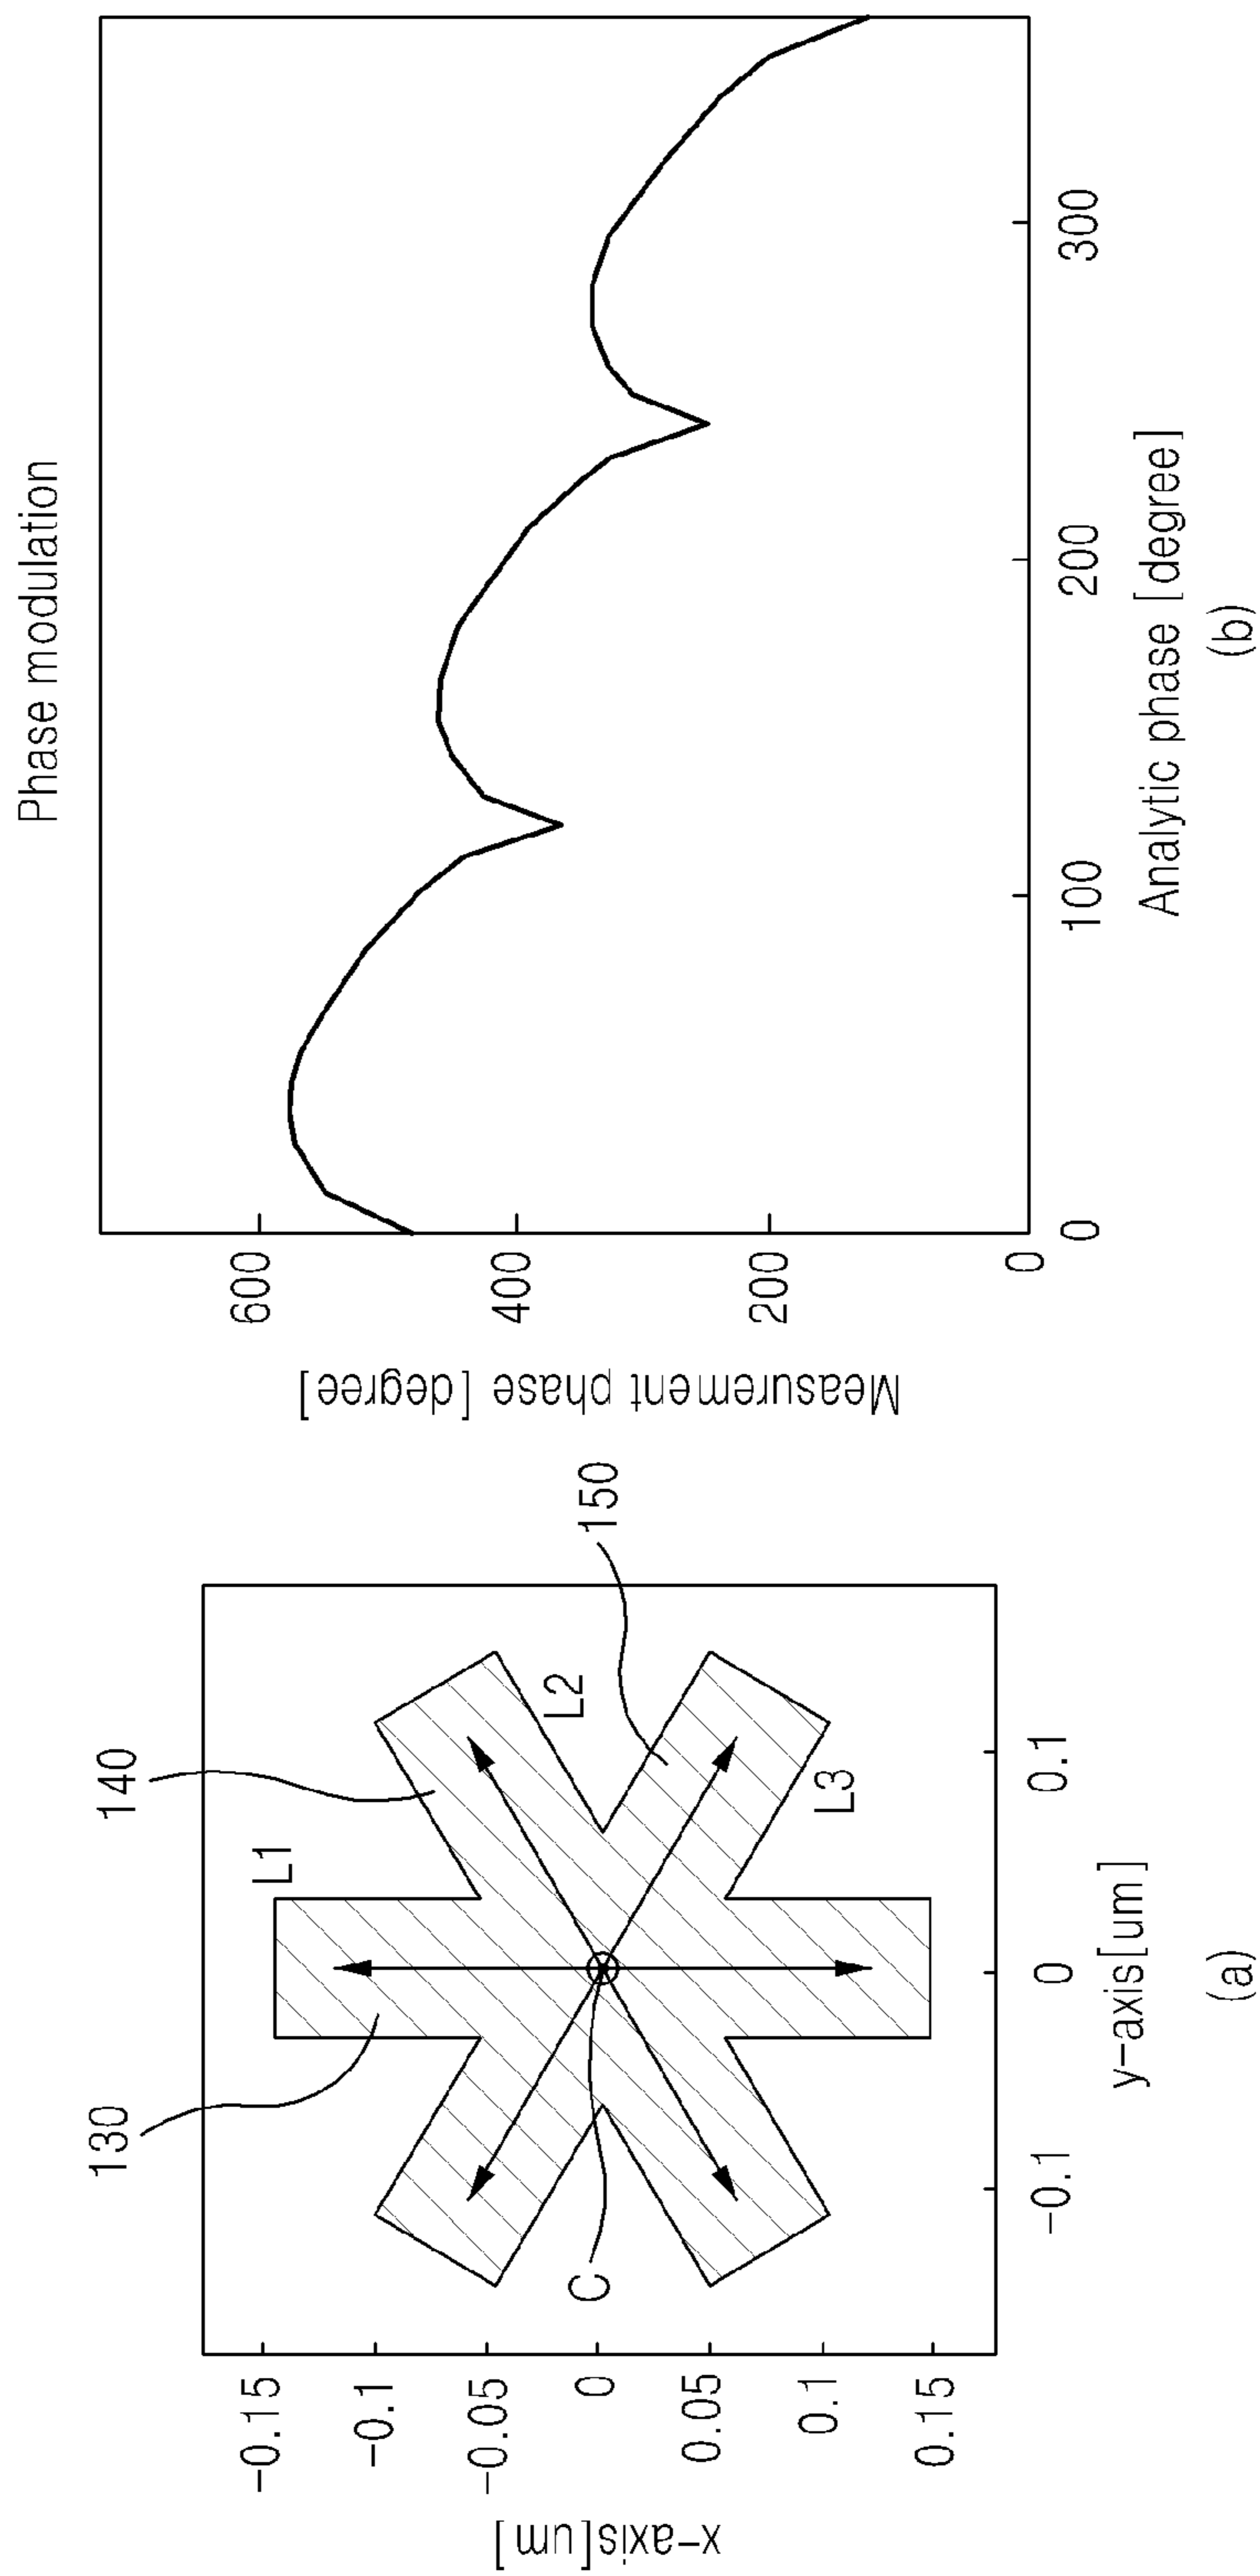 130
140
150
L1
L2
L3
C
-0.15
-0.1
-0.05
0
0.05
0.1
0.15
x-axis[um]
-0.1
0
0.1
y-axis[um]
(a)
Phase modulation
600
400
200
0
Measurement phase [degree]
0
100
200
300
Analytic phase [degree]
(b)